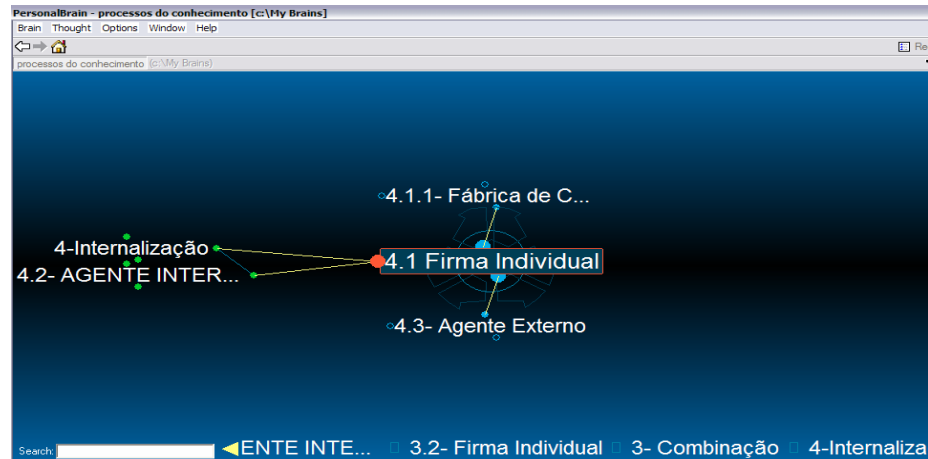 PersonalBrain - processos do conhecimento [c:\My Brains]
Brain Thought Options Window Help
Re
processos do conhecimento (c:\My Brains)
4.1.1- Fábrica de C...
4-Internalização
4.1 Firma Individual
4.2- AGENTE INTER...
4.3- Agente Externo
Search: ENTE INTE... 3.2- Firma Individual 3- Combinação 4-Internaliza